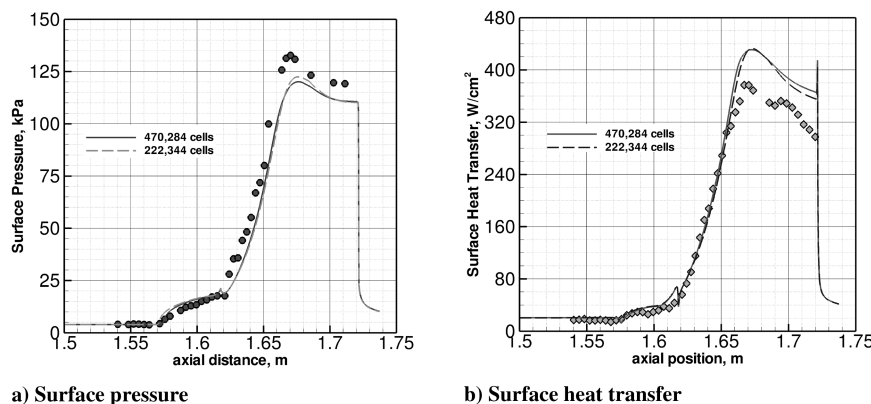 150
125
100
75
50
25
0
Surface Pressure, kPa
470,284 cells
222,344 cells
1.5
1.55
1.6
1.65
1.7
1.75
axial distance, m
a) Surface pressure
480
400
320
240
160
80
0
Surface Heat Transfer, W/cm²
470,284 cells
222,344 cells
1.5
1.55
1.6
1.65
1.7
1.75
axial position, m
b) Surface heat transfer